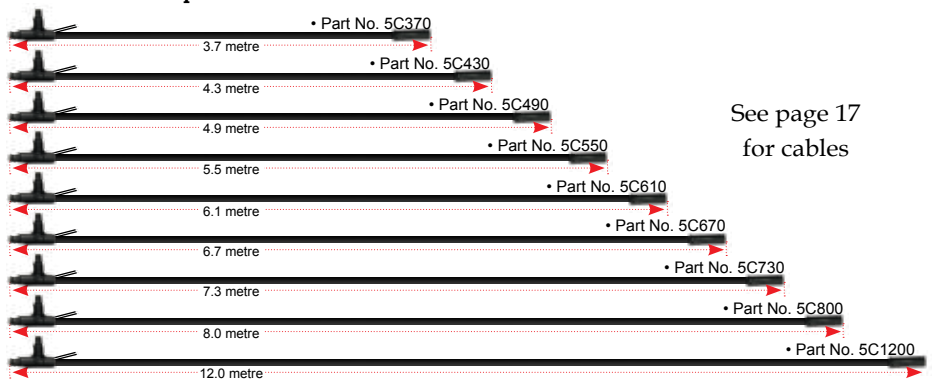 • Part No. 5C370
3.7 metre
• Part No. 5C430
4.3 metre
• Part No. 5C490
4.9 metre
• Part No. 5C550
5.5 metre
• Part No. 5C610
6.1 metre
• Part No. 5C670
6.7 metre
• Part No. 5C730
7.3 metre
• Part No. 5C800
8.0 metre
• Part No. 5C1200
12.0 metre
See page 17
for cables